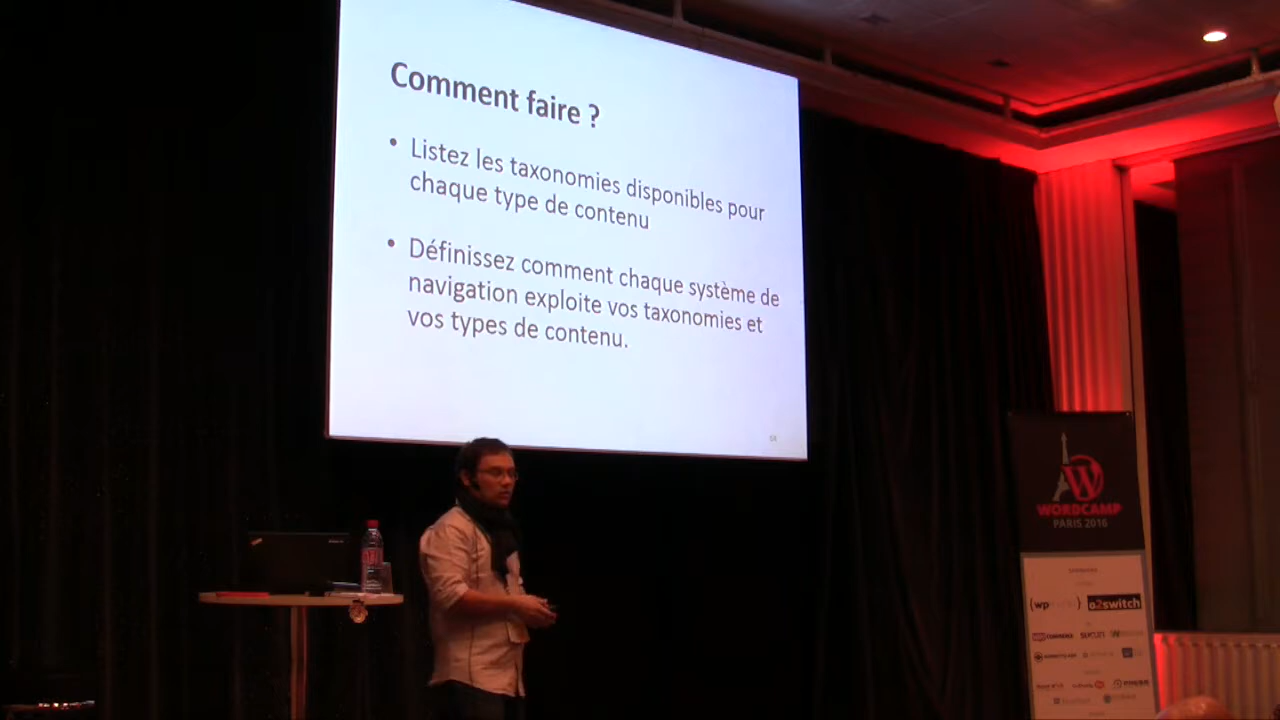 Comment faire ?
• Listez les taxonomies disponibles pour
chaque type de contenu
• Définissez comment chaque système de
navigation exploite vos taxonomies et
vos types de contenu.
WORDCAMP
PARIS 2016
(wp
o2switch